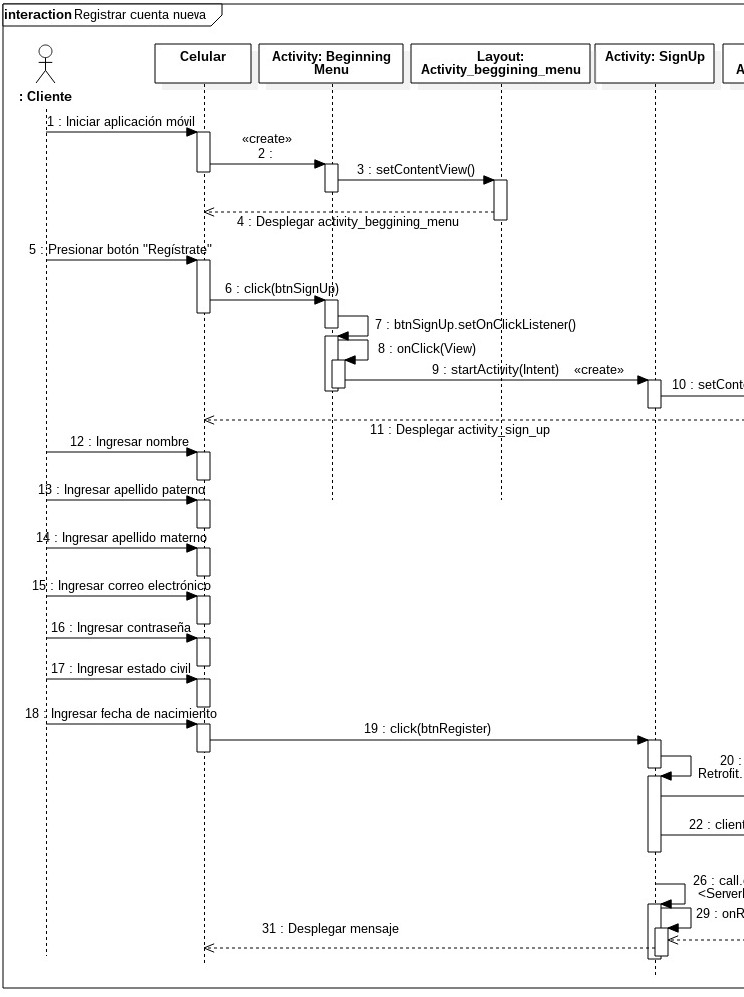 interaction Registrar cuenta nueva
: Cliente
Celular
Activity: Beginning
Menu
Layout:
Activity_beggining_menu
Activity: SignUp
A
1 : Iniciar aplicación móvil
«create»
2 :
3 : setContentView()
4 : Desplegar activity_beggining_menu
5 : Presionar botón "Regístrate"
6 : click(btnSignUp)
7 : btnSignUp.setOnClickListener()
8 : onClick(View)
9 : startActivity(Intent) «create»
10 : setCont
11 : Desplegar activity_sign_up
12 : Ingresar nombre
13 : Ingresar apellido paterno
14 : Ingresar apellido materno
15 : Ingresar correo electrónico
16 : Ingresar contraseña
17 : Ingresar estado civil
18 : Ingresar fecha de nacimiento
19 : click(btnRegister)
20 :
Retrofit.
22 : client
26 : call.
<Server
29 : onR
31 : Desplegar mensaje